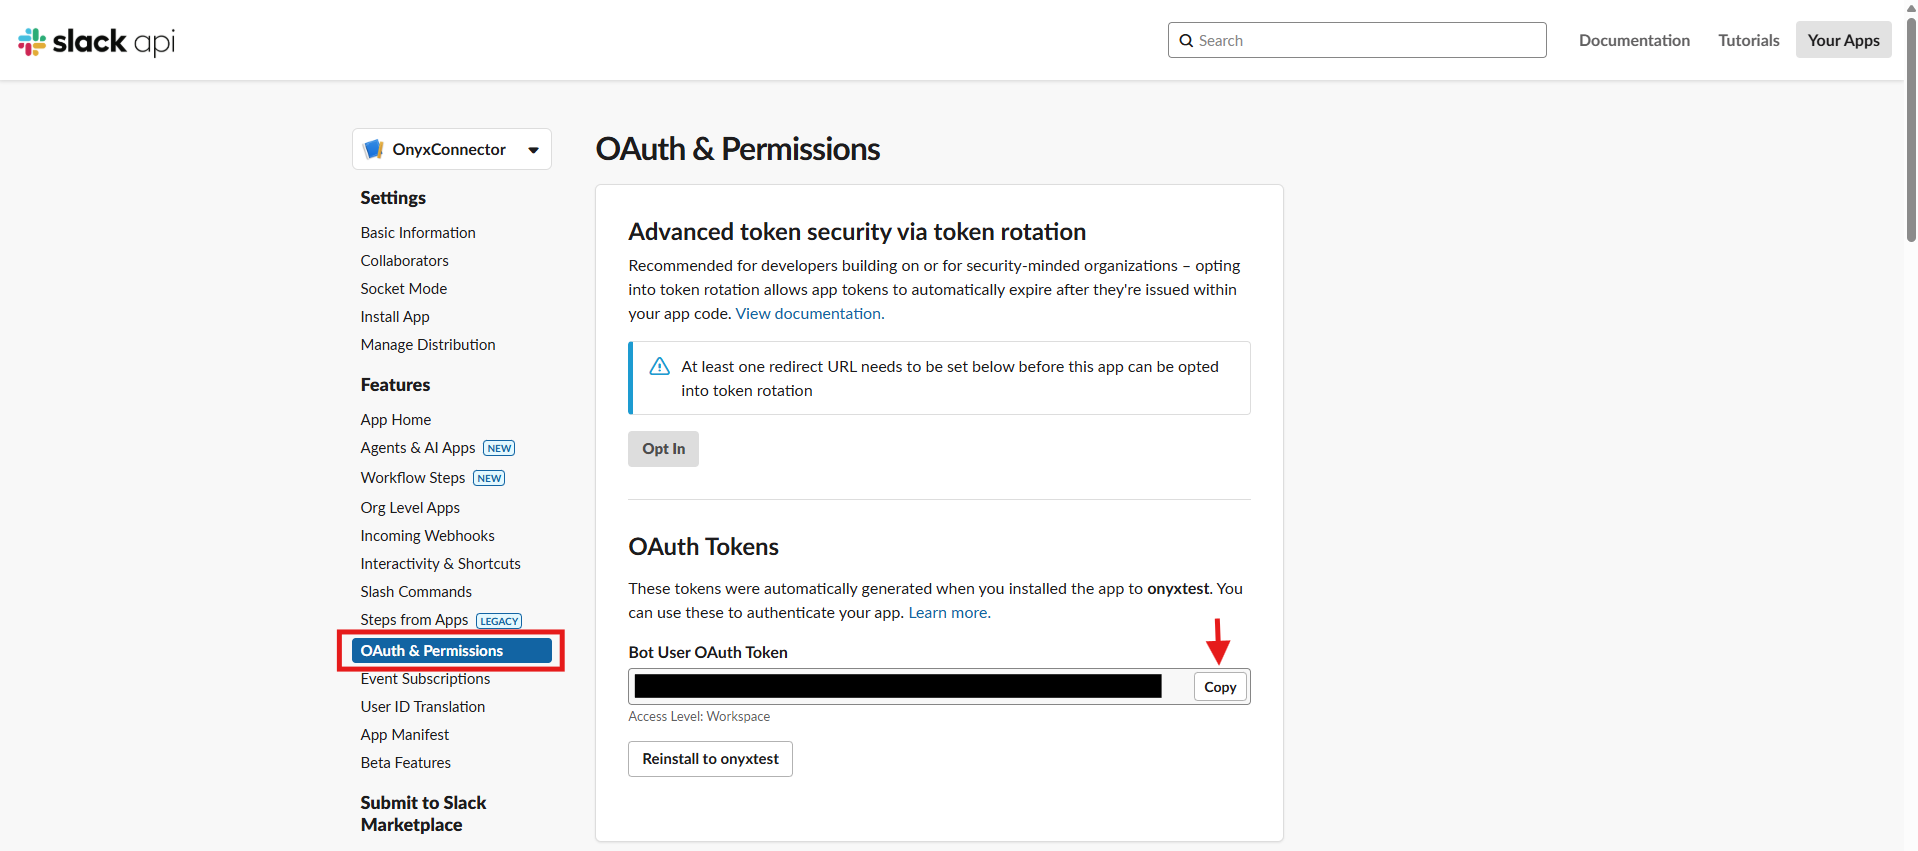 slack api
Search
Documentation
Tutorials
Your Apps
OnyxConnector
Settings
Basic Information
Collaborators
Socket Mode
Install App
Manage Distribution
Features
App Home
Agents & AI Apps NEW
Workflow Steps NEW
Org Level Apps
Incoming Webhooks
Interactivity & Shortcuts
Slash Commands
Steps from Apps LEGACY
OAuth & Permissions
Event Subscriptions
User ID Translation
App Manifest
Beta Features
Submit to Slack
Marketplace
OAuth & Permissions
Advanced token security via token rotation
Recommended for developers building on or for security-minded organizations – opting
into token rotation allows app tokens to automatically expire after they're issued within
your app code. View documentation.
At least one redirect URL needs to be set below before this app can be opted
into token rotation
Opt In
OAuth Tokens
These tokens were automatically generated when you installed the app to onyxtest. You
can use these to authenticate your app. Learn more.
Bot User OAuth Token
Copy
Access Level: Workspace
Reinstall to onyxtest